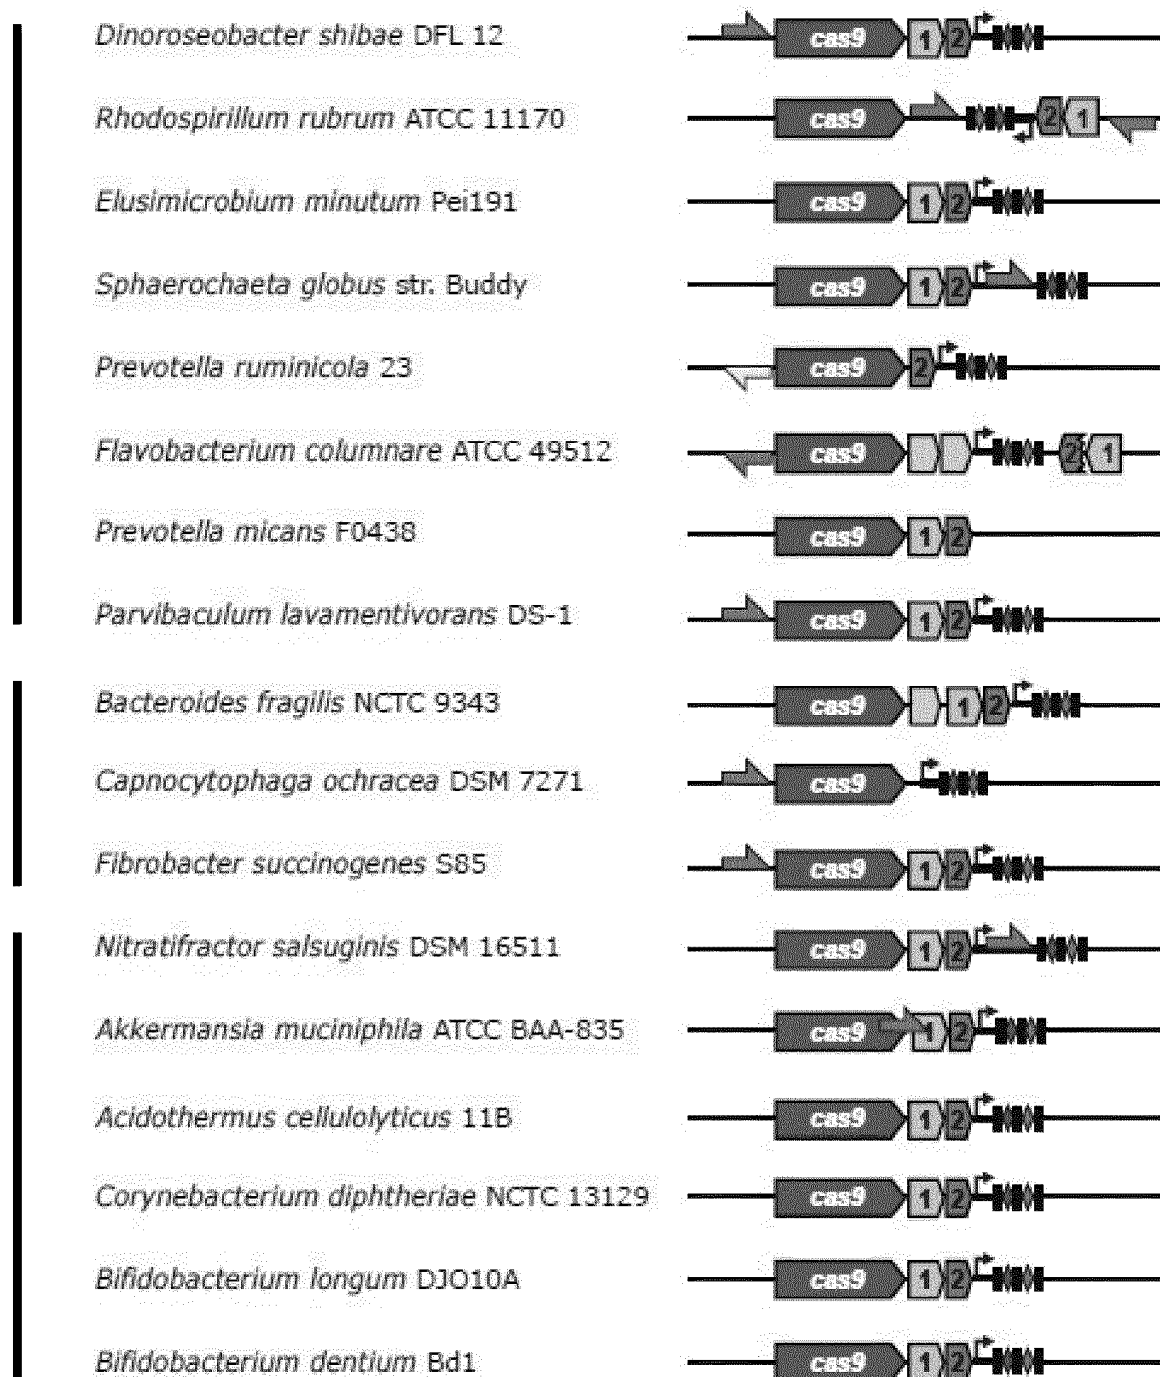 Dinoroseobacter shibae DFL 12 cas9 1 2
Rhodospirillum rubrum ATCC 11170 cas9 2 1
Elusimicrobium minutum Pei191 cas9 1 2
Sphaerochaeta globus str. Buddy cas9 1 2
Prevotella ruminicola 23 cas9 2
Flavobacterium columnare ATCC 49512 cas9 2 1
Prevotella micans F0438 cas9 1 2
Parvibaculum lavamentivorans DS-1 cas9 1 2
Bacteroides fragilis NCTC 9343 cas9 1 2
Capnocytophaga ochracea DSM 7271 cas9
Fibrobacter succinogenes S85 cas9 1 2
Nitratifractor salsuginis DSM 16511 cas9 1 2
Akkermansia muciniphila ATCC BAA-835 cas9 1 2
Acidothermus cellulolyticus 11B cas9 1 2
Corynebacterium diphtheriae NCTC 13129 cas9 1 2
Bifidobacterium longum DJO10A cas9 1 2
Bifidobacterium dentium Bd1 cas9 1 2